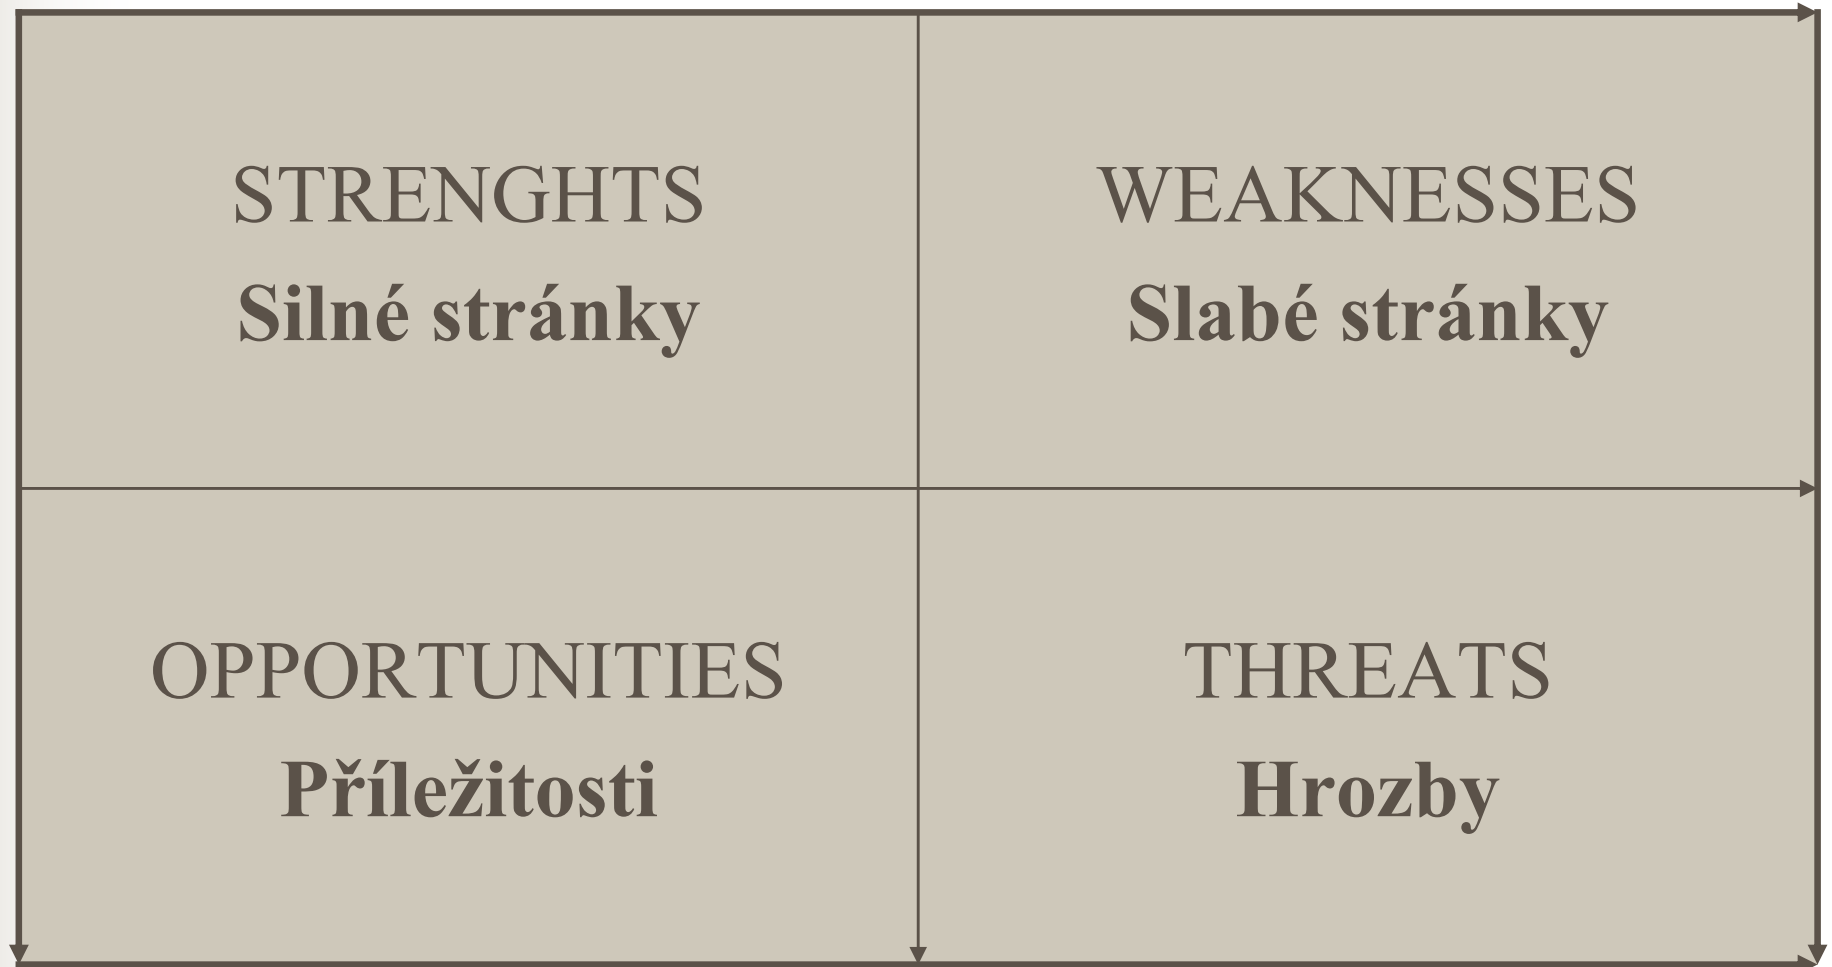 STRENGHTS
Silné stránky
WEAKNESSES
Slabé stránky
OPPORTUNITIES
Příležitosti
THREATS
Hrozby